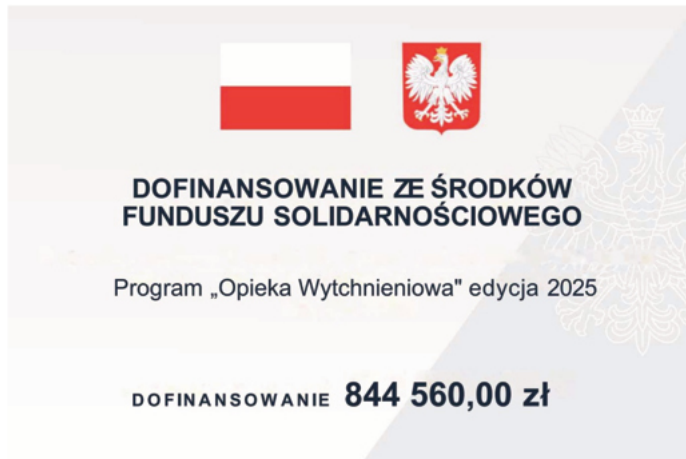 DOFINANSOWANIE ZE ŚRODKÓW
FUNDUSZU SOLIDARNOŚCIOWEGO
Program „Opieka Wytchnieniowa" edycja 2025
DOFINANSOWANIE 844 560,00 zł